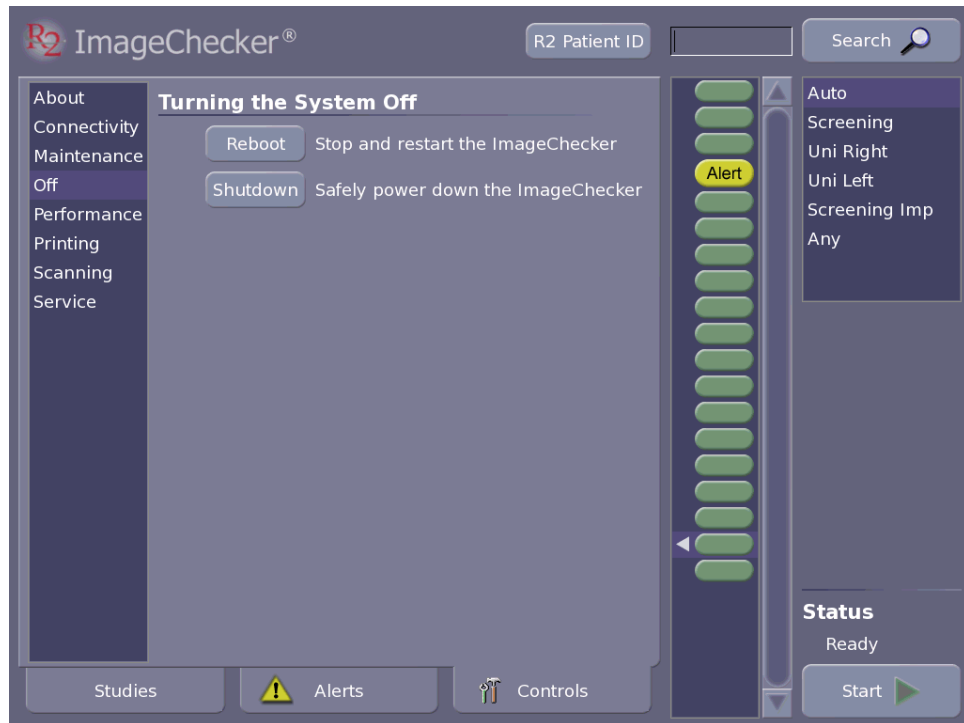 R2 ImageChecker®
R2 Patient ID
Search
About
Connectivity
Maintenance
Off
Performance
Printing
Scanning
Service
Turning the System Off
Reboot Stop and restart the ImageChecker
Shutdown Safely power down the ImageChecker
Alert
Auto
Screening
Uni Right
Uni Left
Screening Imp
Any
Status
Ready
Start
Studies
Alerts
Controls